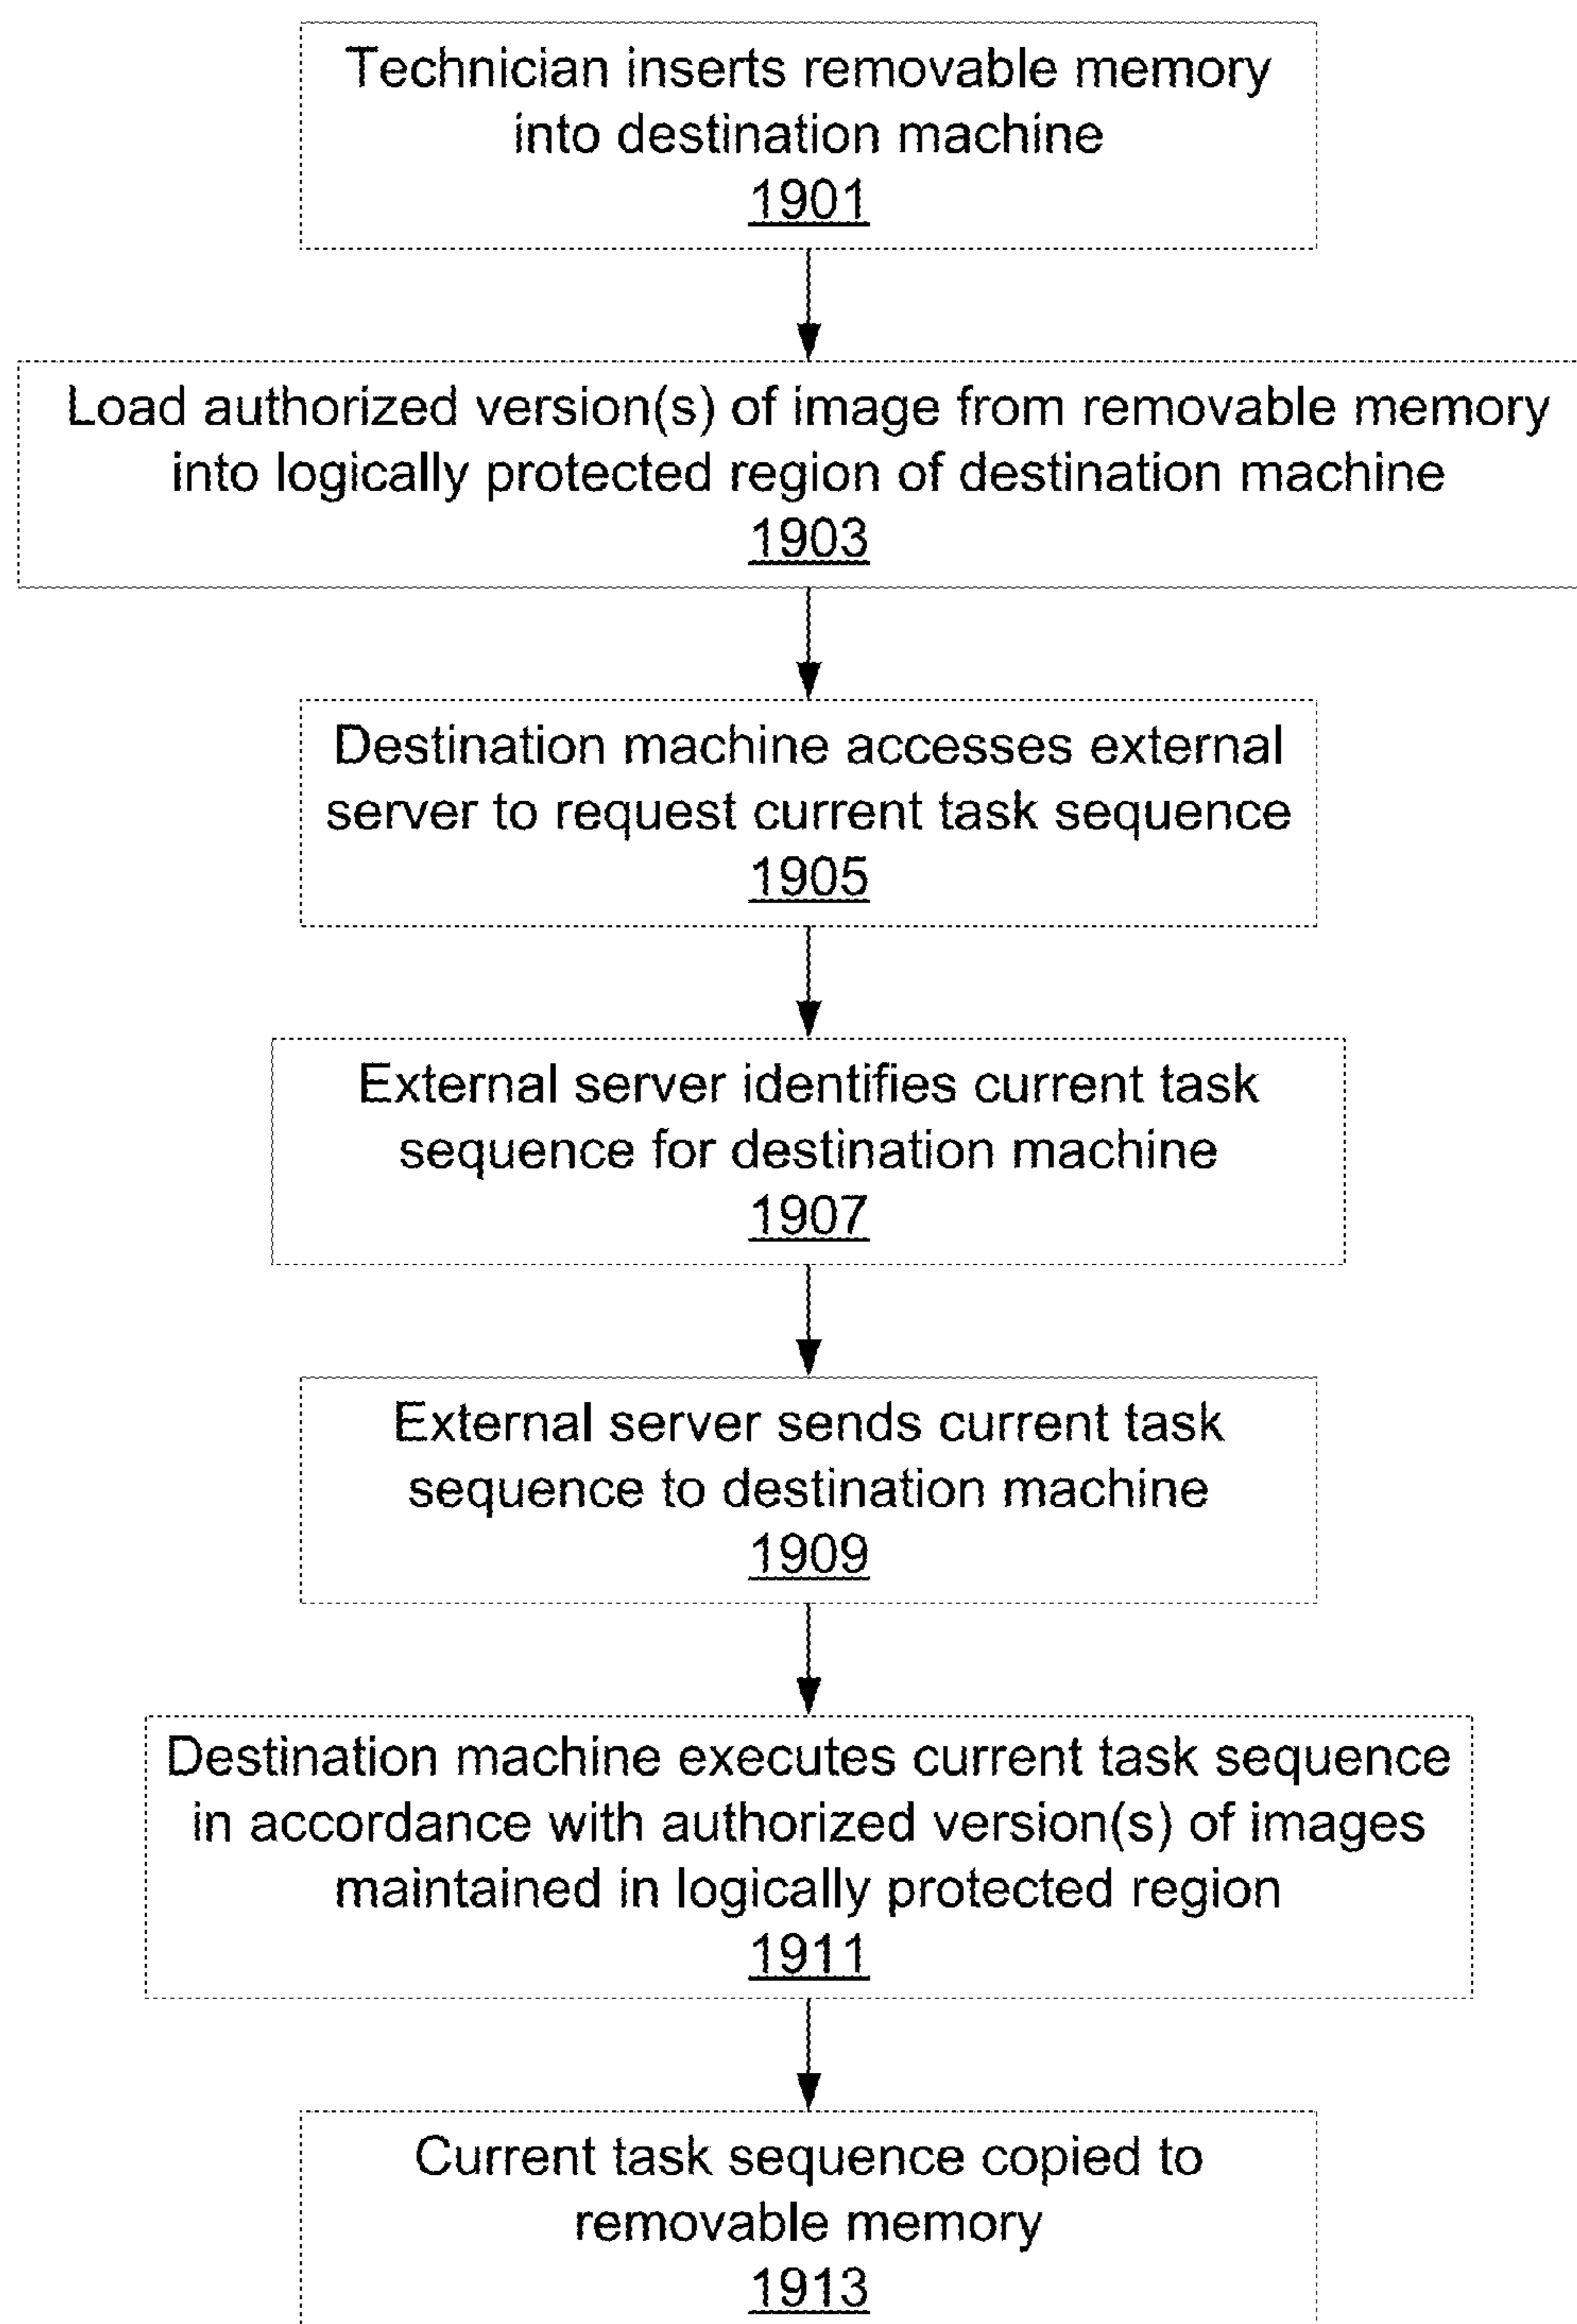 Technician inserts removable memory
into destination machine
1901
Load authorized version(s) of image from removable memory
into logically protected region of destination machine
1903
Destination machine accesses external
server to request current task sequence
1905
External server identifies current task
sequence for destination machine
1907
External server sends current task
sequence to destination machine
1909
Destination machine executes current task sequence
in accordance with authorized version(s) of images
maintained in logically protected region
1911
Current task sequence copied to
removable memory
1913